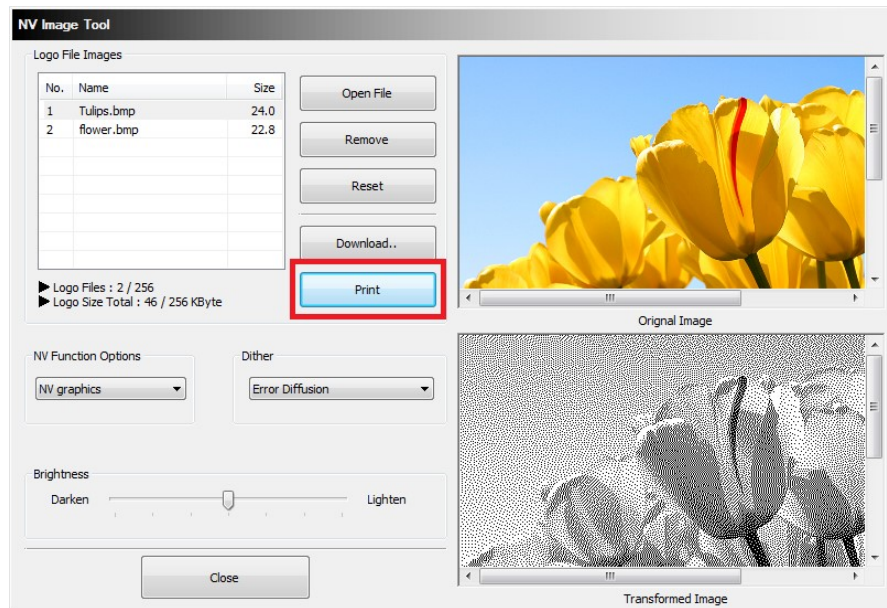 NV Image Tool
Logo File Images
No. Name Size
1 Tulips.bmp 24.0
2 flower.bmp 22.8
Open File
Remove
Reset
Download..
Print
▶ Logo Files : 2 / 256
▶ Logo Size Total : 46 / 256 KByte
Orignal Image
NV Function Options
NV graphics
Dither
Error Diffusion
Brightness
Darken
Lighten
Close
Transformed Image